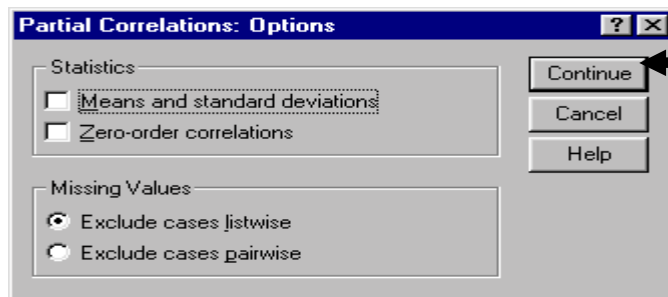 Partial Correlations: Options
Statistics
Means and standard deviations
Zero-order correlations
Missing Values
Exclude cases listwise
Exclude cases pairwise
Continue
Cancel
Help